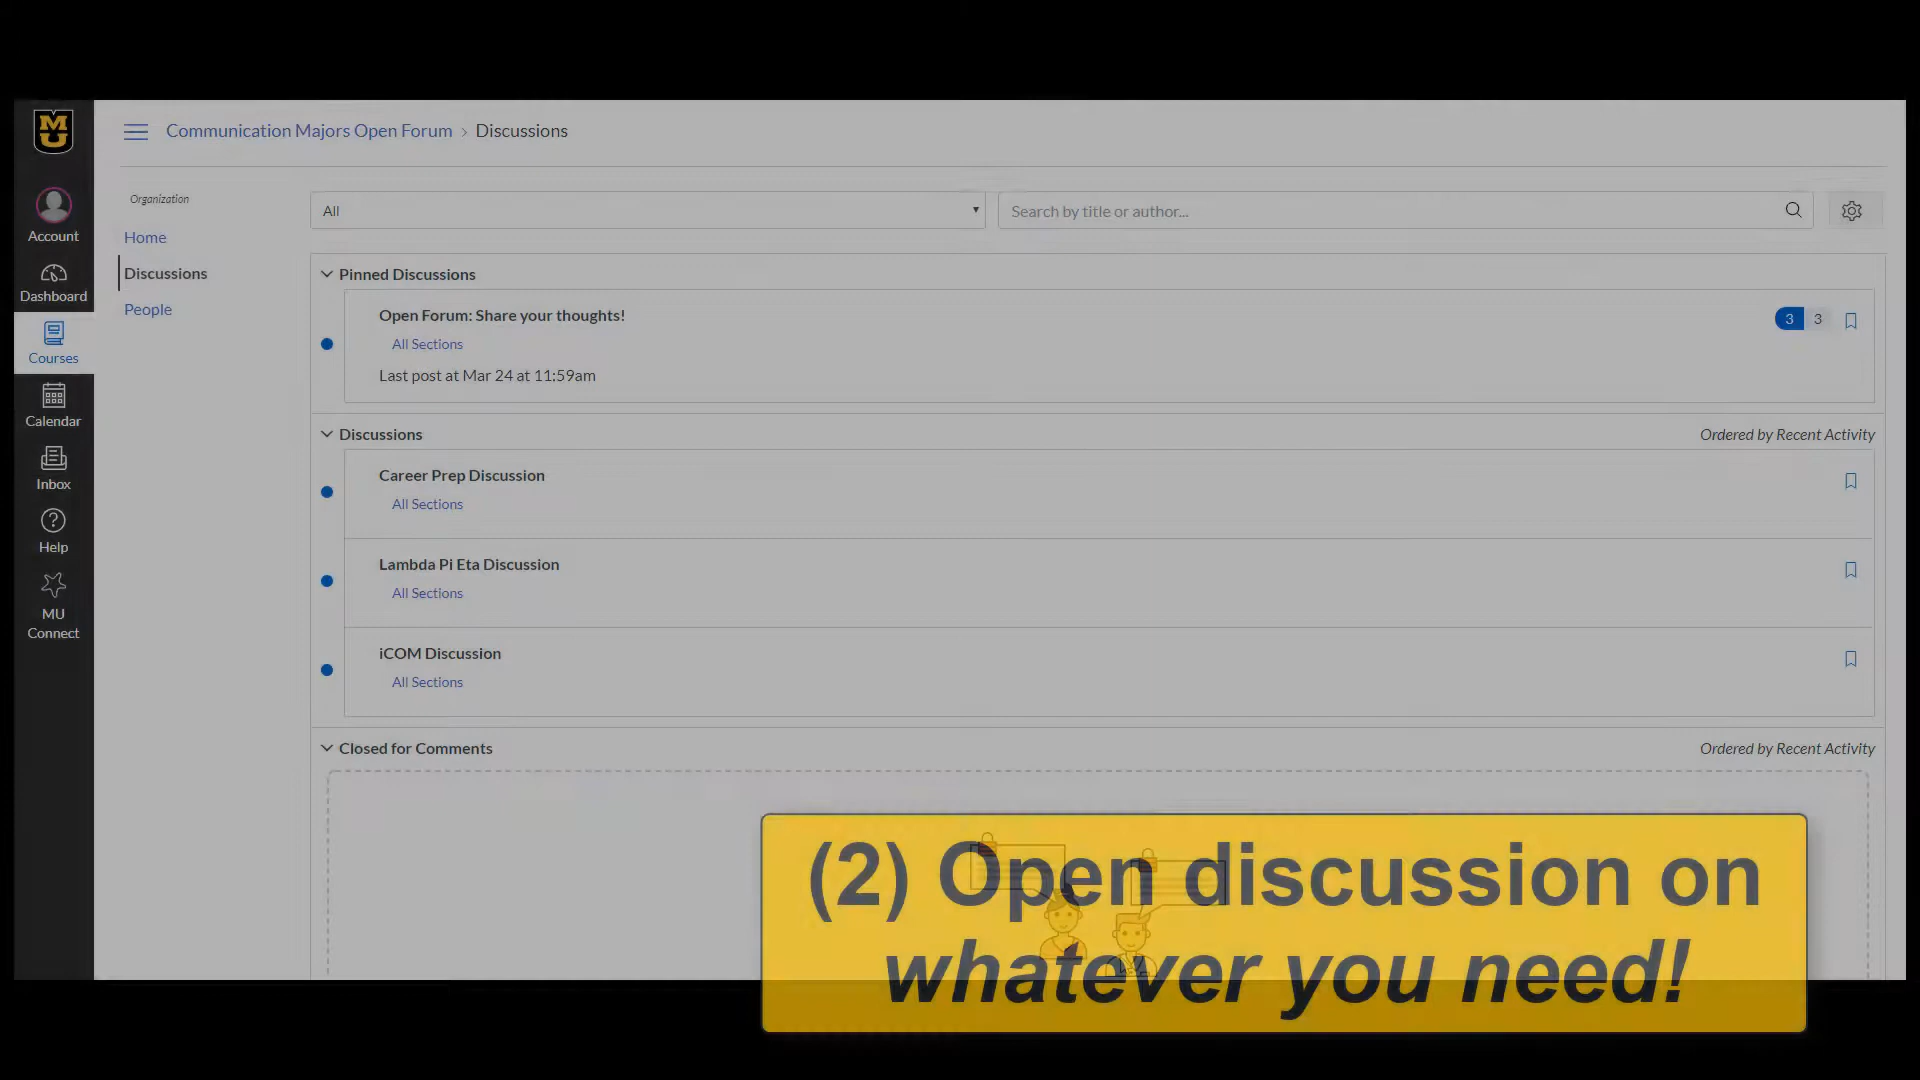 MU
Communication Majors Open Forum › Discussions
Account
Dashboard
Courses
Calendar
Inbox
Help
MU
Connect
Organization
Home
Discussions
People
All
Search by title or author...
Pinned Discussions
Open Forum: Share your thoughts!
3 3
All Sections
Last post at Mar 24 at 11:59am
Discussions
Ordered by Recent Activity
Career Prep Discussion
All Sections
Lambda Pi Eta Discussion
All Sections
iCOM Discussion
All Sections
Closed for Comments
Ordered by Recent Activity
(2) Open discussion on
whatever you need!